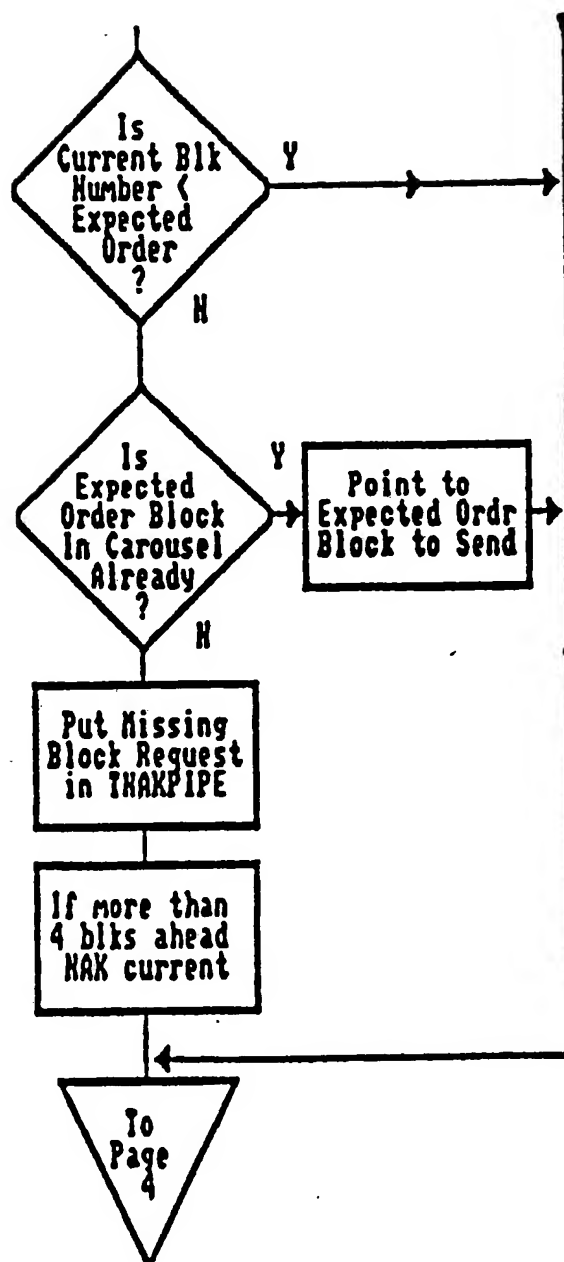 Is
Current Blk
Number <
Expected
Order
?
Y
N
Is
Expected
Order Block
In Carousel
Already
?
Y
N
Point to
Expected Ordr
Block to Send
Put Missing
Block Request
in TNAKPIPE
If more than
4 blks ahead
NAK current
To
Page
4